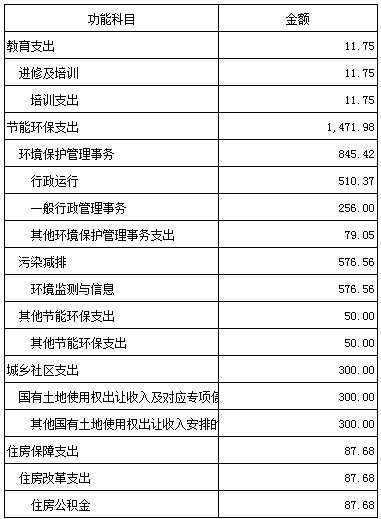 功能科目 金额
教育支出 11.75
进修及培训 11.75
培训支出 11.75
节能环保支出 1,471.98
环境保护管理事务 845.42
行政运行 510.37
一般行政管理事务 256.00
其他环境保护管理事务支出 79.05
污染减排 576.56
环境监测与信息 576.56
其他节能环保支出 50.00
其他节能环保支出 50.00
城乡社区支出 300.00
国有土地使用权出让收入及对应专项债 300.00
其他国有土地使用权出让收入安排的 300.00
住房保障支出 87.68
住房改革支出 87.68
住房公积金 87.68